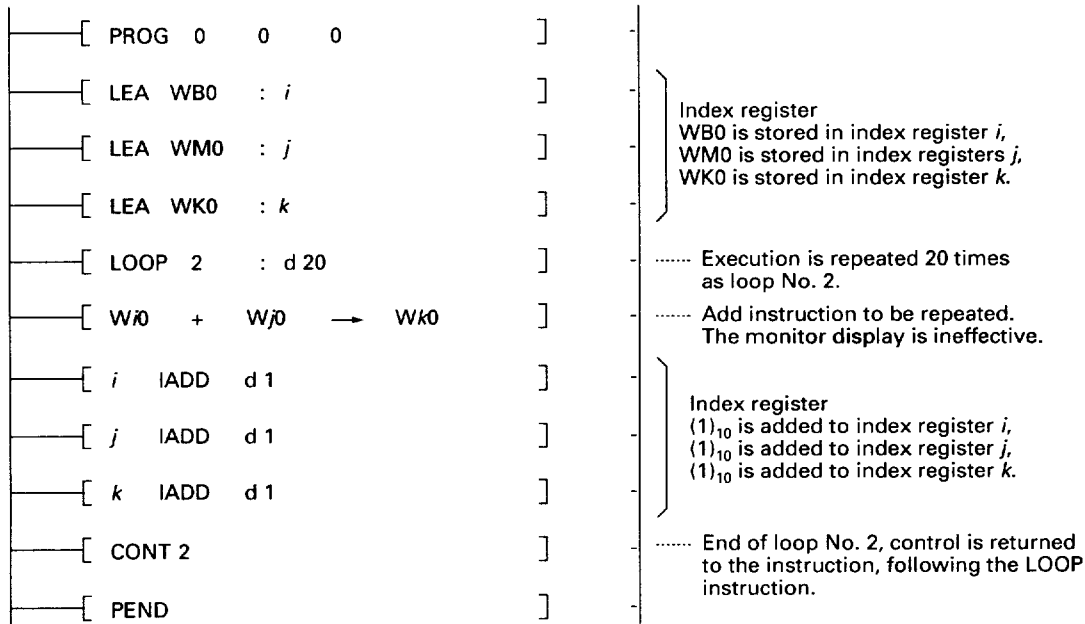 [ PROG 0 0 0 ]
[ LEA WB0 : i ]
[ LEA WM0 : j ]
[ LEA WK0 : k ]
Index register
WB0 is stored in index register i,
WM0 is stored in index registers j,
WK0 is stored in index register k.
[ LOOP 2 : d 20 ]
······ Execution is repeated 20 times
as loop No. 2.
[ Wi0 + Wj0 → Wk0 ]
······ Add instruction to be repeated.
The monitor display is ineffective.
[ i IADD d 1 ]
[ j IADD d 1 ]
[ k IADD d 1 ]
Index register
(1)₁₀ is added to index register i,
(1)₁₀ is added to index register j,
(1)₁₀ is added to index register k.
[ CONT 2 ]
······ End of loop No. 2, control is returned
to the instruction, following the LOOP
instruction.
[ PEND ]